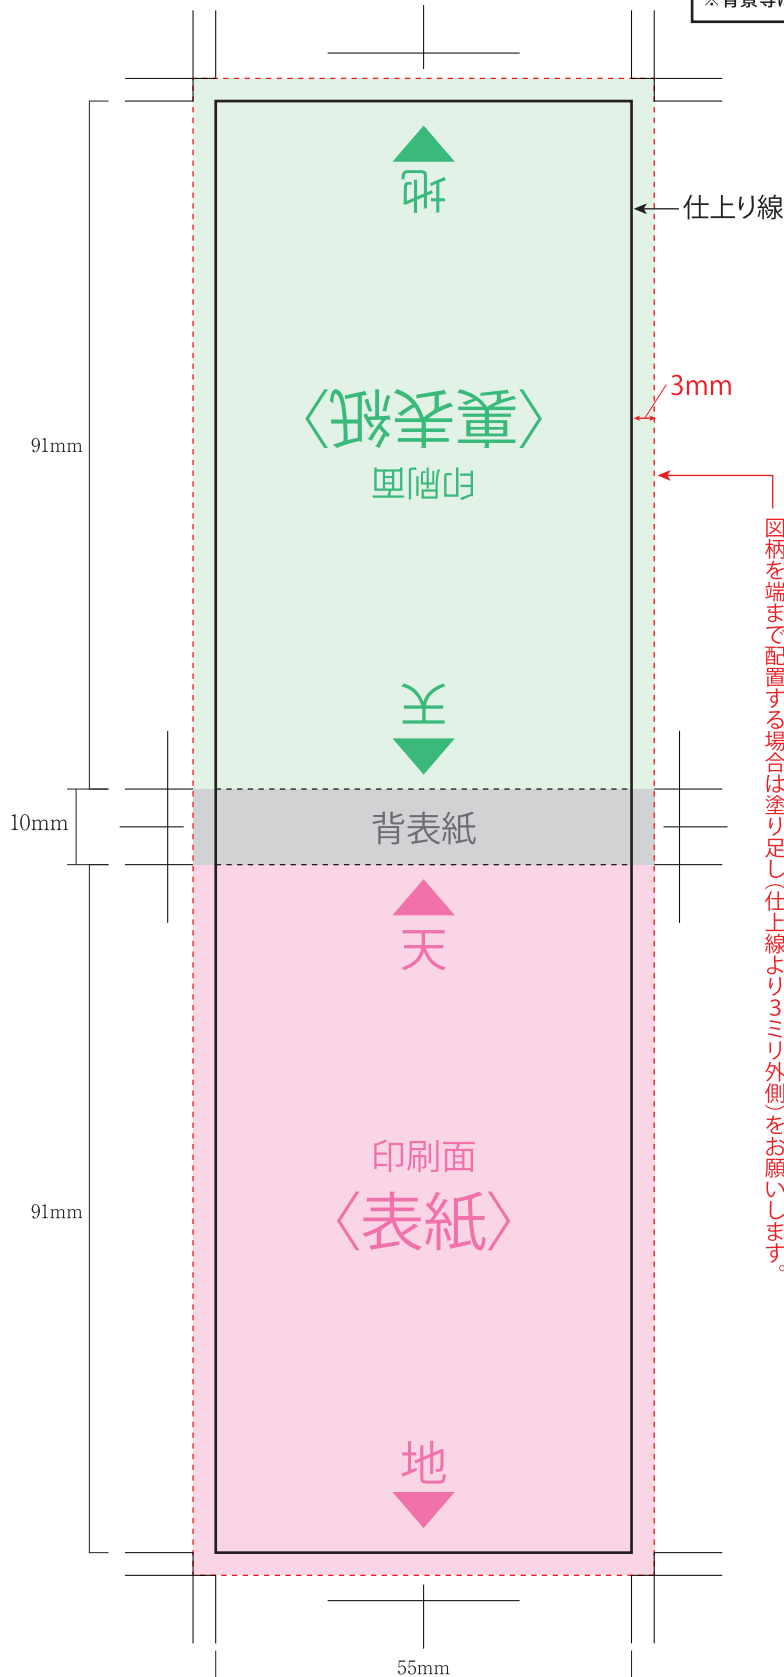 ※背景等
地
仕上り線
3mm
〈裏表紙〉
91mm
印刷面
天
10mm
背表紙
図柄を端まで配置する場合は塗り足し（仕上線より３ミリ外側）をお願いします。
天
印刷面
〈表紙〉
91mm
地
55mm